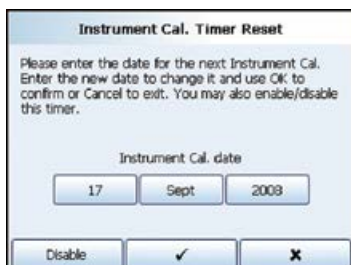 Instrument Cal. Timer Reset
Please enter the date for the next Instrument Cal.
Enter the new date to change it and use OK to
confirm or Cancel to exit. You may also enable/disable
this timer.
Instrument Cal. date
17 Sept 2008
Disable ✓ ✗